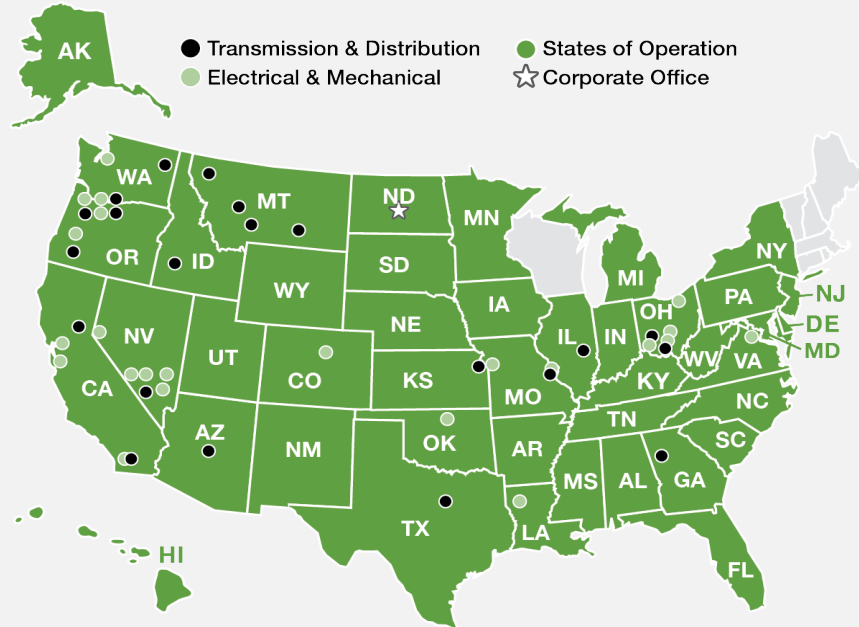 AK
Transmission & Distribution
States of Operation
Electrical & Mechanical
Corporate Office
WA
MT
ND
MN
OR
ID
SD
WY
MI
NY
IA
NE
PA
NJ
OH
DE
MD
NV
UT
CO
KS
IL
IN
WV
VA
CA
MO
KY
NC
AZ
NM
OK
AR
TN
SC
MS
AL
GA
TX
LA
HI
FL